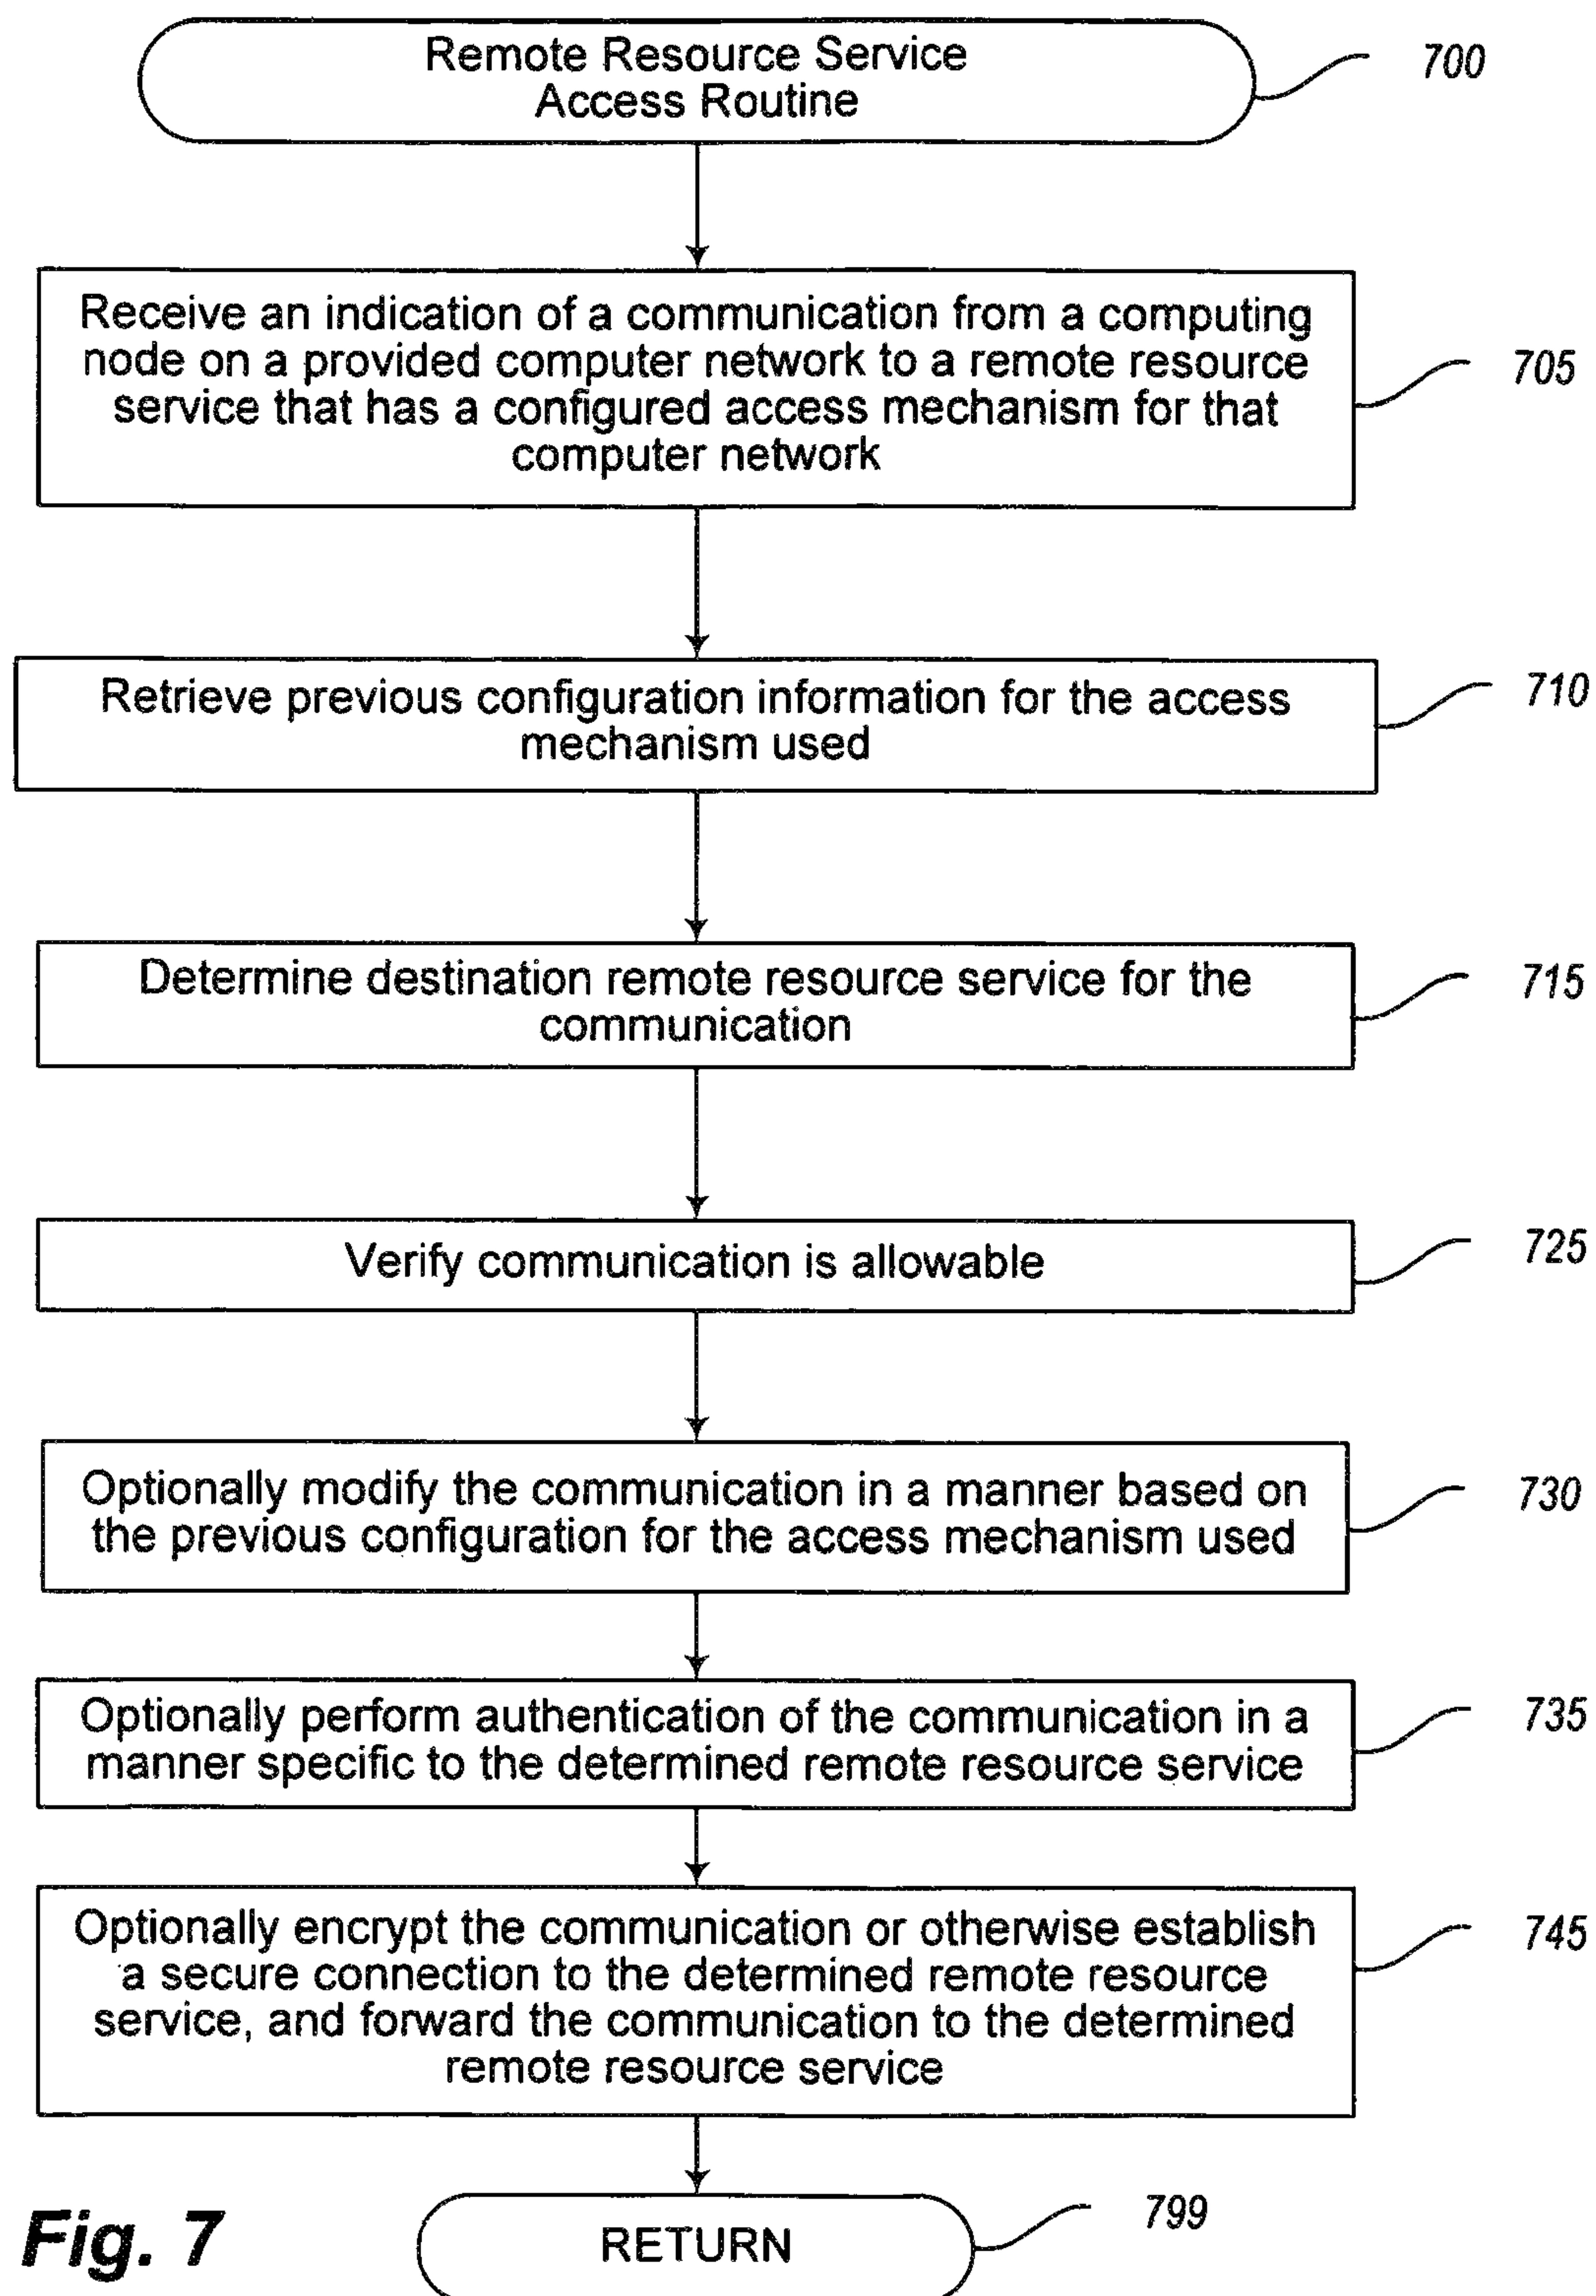 Remote Resource Service
Access Routine
700
Receive an indication of a communication from a computing
node on a provided computer network to a remote resource
service that has a configured access mechanism for that
computer network
705
Retrieve previous configuration information for the access
mechanism used
710
Determine destination remote resource service for the
communication
715
Verify communication is allowable
725
Optionally modify the communication in a manner based on
the previous configuration for the access mechanism used
730
Optionally perform authentication of the communication in a
manner specific to the determined remote resource service
735
Optionally encrypt the communication or otherwise establish
a secure connection to the determined remote resource
service, and forward the communication to the determined
remote resource service
745
RETURN
799
Fig. 7